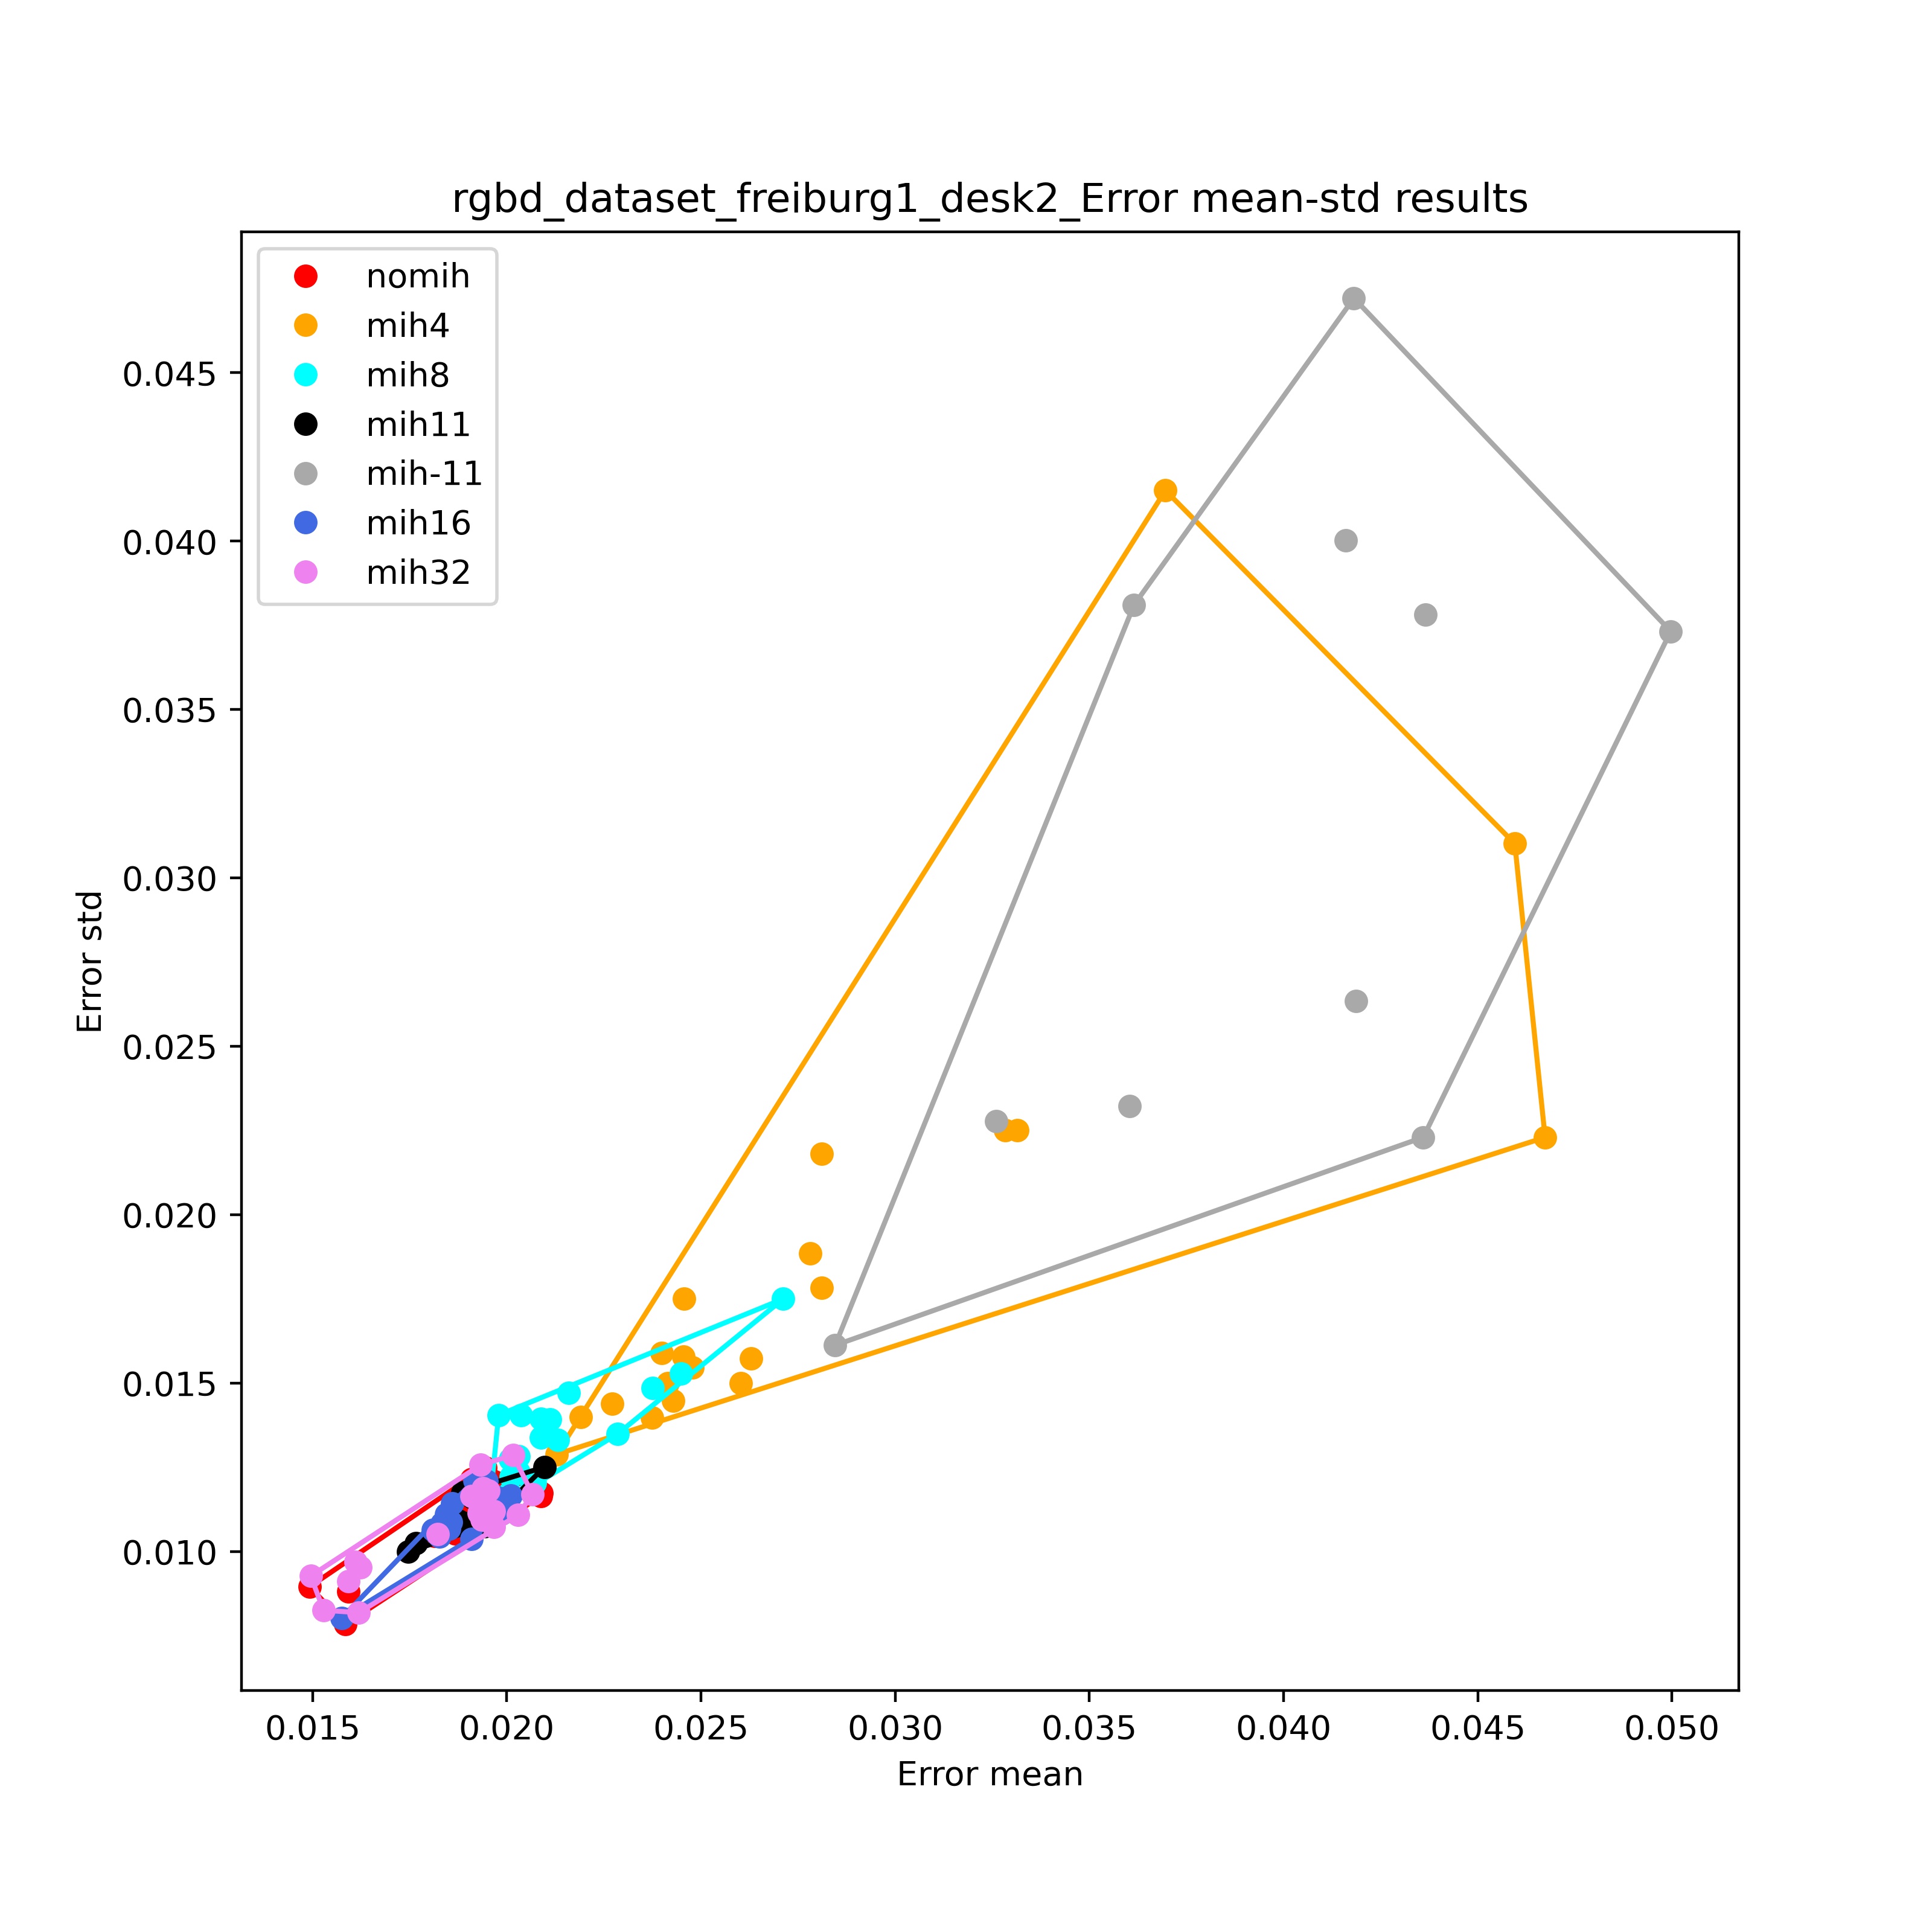 rgbd_dataset_freiburg1_desk2_Error mean-std results
nomih
mih4
mih8
mih11
mih-11
mih16
mih32
Error std
0.045
0.040
0.035
0.030
0.025
0.020
0.015
0.010
0.015 0.020 0.025 0.030 0.035 0.040 0.045 0.050
Error mean